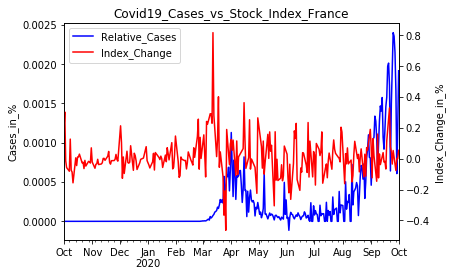 Covid19_Cases_vs_Stock_Index_France
Relative_Cases
Index_Change
Cases_in_%
0.0025
0.0020
0.0015
0.0010
0.0005
0.0000
0.8
0.6
0.4
0.2
0.0
−0.2
−0.4
Index_Change_in_%
Oct Nov Dec Jan Feb Mar Apr May Jun Jul Aug Sep Oct
2020